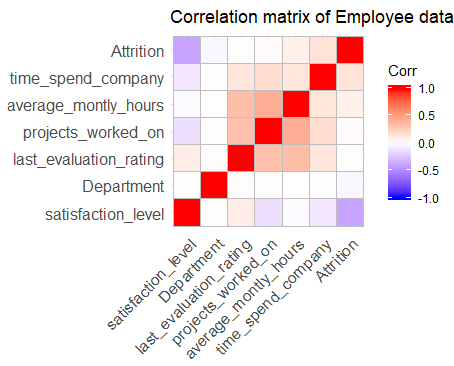 Correlation matrix of Employee data
Attrition
time_spend_company
average_montly_hours
projects_worked_on
last_evaluation_rating
Department
satisfaction_level
satisfaction_level
Department
last_evaluation_rating
projects_worked_on
average_montly_hours
time_spend_company
Attrition
Corr
1.0
0.5
0.0
-0.5
-1.0